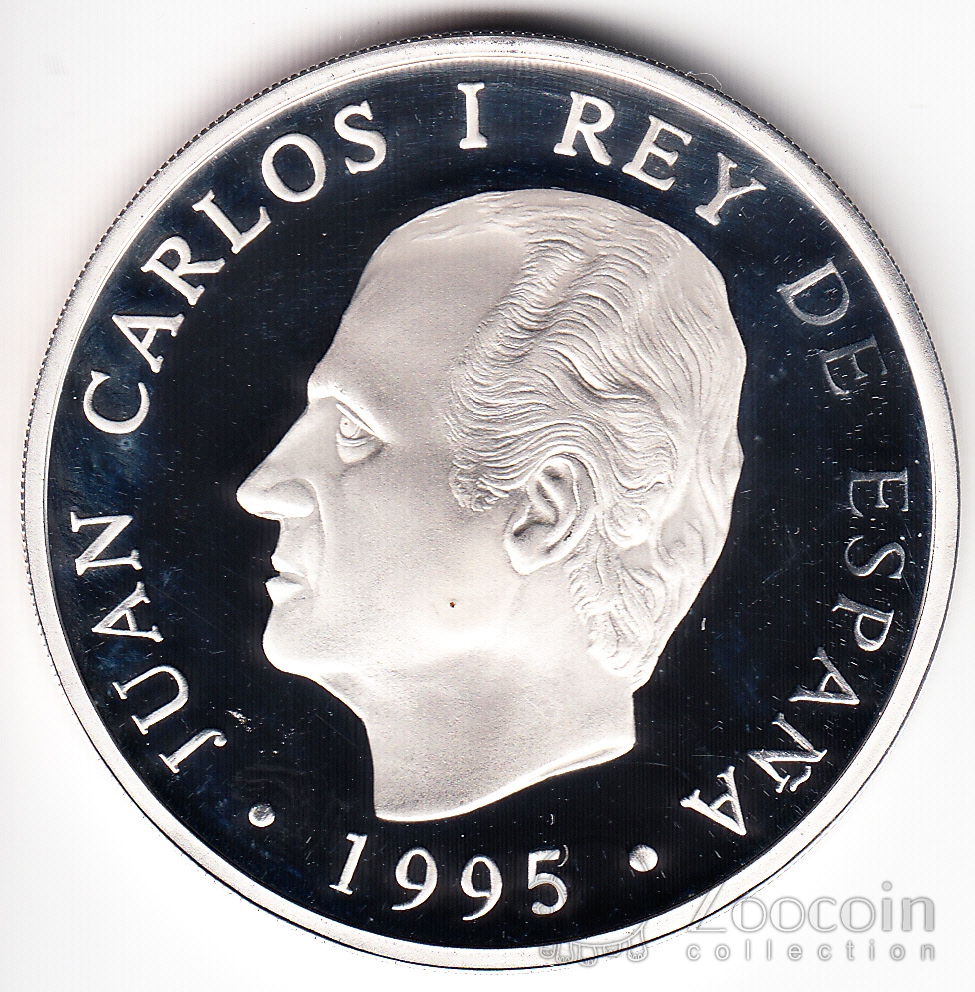 JUAN CARLOS I REY DE ESPAÑA
• 1995 •
Zoocoin
collection